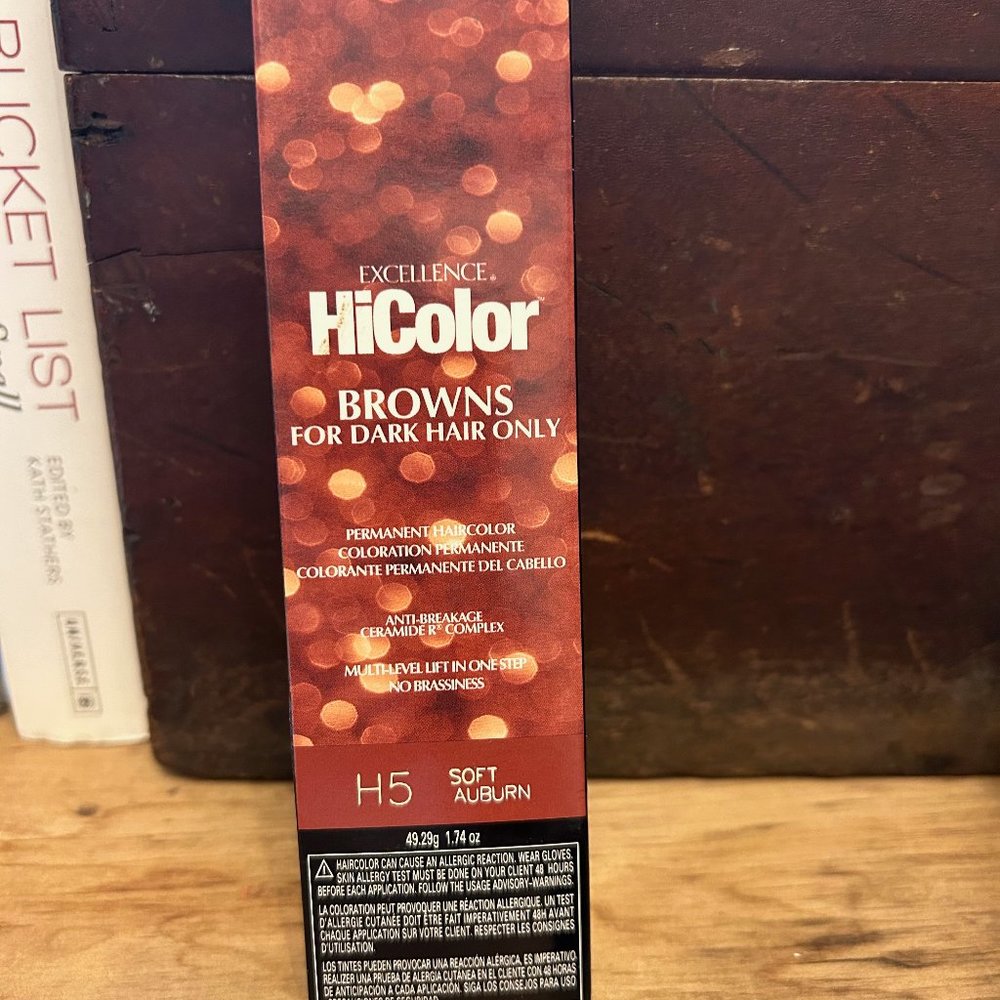 BUCKET LIST
EDITED BY
KATH STATHERS
EXCELLENCE®
HiColor™
BROWNS
FOR DARK HAIR ONLY
PERMANENT HAIRCOLOR
COLORATION PERMANENTE
COLORANTE PERMANENTE DEL CABELLO
ANTI-BREAKAGE
CERAMIDE R® COMPLEX
MULTI-LEVEL LIFT IN ONE STEP
NO BRASSINESS
H5 SOFT
AUBURN
49.29g 1.74 oz
HAIRCOLOR CAN CAUSE AN ALLERGIC REACTION. WEAR GLOVES.
SKIN ALLERGY TEST MUST BE DONE ON YOUR CLIENT 48 HOURS
BEFORE EACH APPLICATION. FOLLOW THE USAGE ADVISORY-WARNINGS.
LA COLORATION PEUT PROVOQUER UNE RÉACTION ALLERGIQUE. UN TEST
D'ALLERGIE CUTANÉE DOIT ÊTRE FAIT IMPERATIVEMENT 48H AVANT
CHAQUE APPLICATION SUR VOTRE CLIENT. RESPECTER LES CONSIGNES
D'UTILISATION.
LOS TINTES PUEDEN PROVOCAR UNA REACCIÓN ALÉRGICA, ES IMPERATIVO
REALIZAR UNA PRUEBA DE ALERGIA CUTÁNEA EN EL CLIENTE CON 48 HORAS
DE ANTICIPACIÓN A CADA APLICACIÓN. SIGA LOS CONSEJOS PARA USO